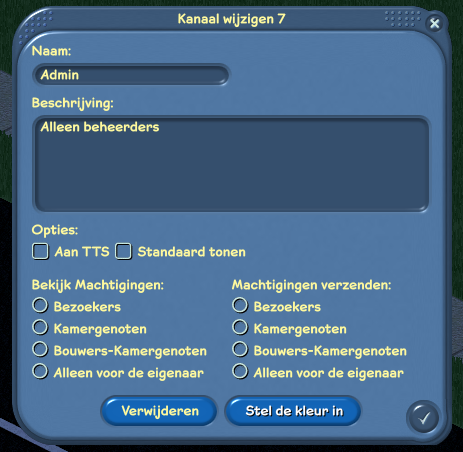 Kanaal wijzigen 7
Naam:
Admin
Beschrijving:
Alleen beheerders
Opties:
Aan TTS Standaard tonen
Bekijk Machtigingen: Machtigingen verzenden:
Bezoekers Bezoekers
Kamergenoten Kamergenoten
Bouwers-Kamergenoten Bouwers-Kamergenoten
Alleen voor de eigenaar Alleen voor de eigenaar
Verwijderen Stel de kleur in